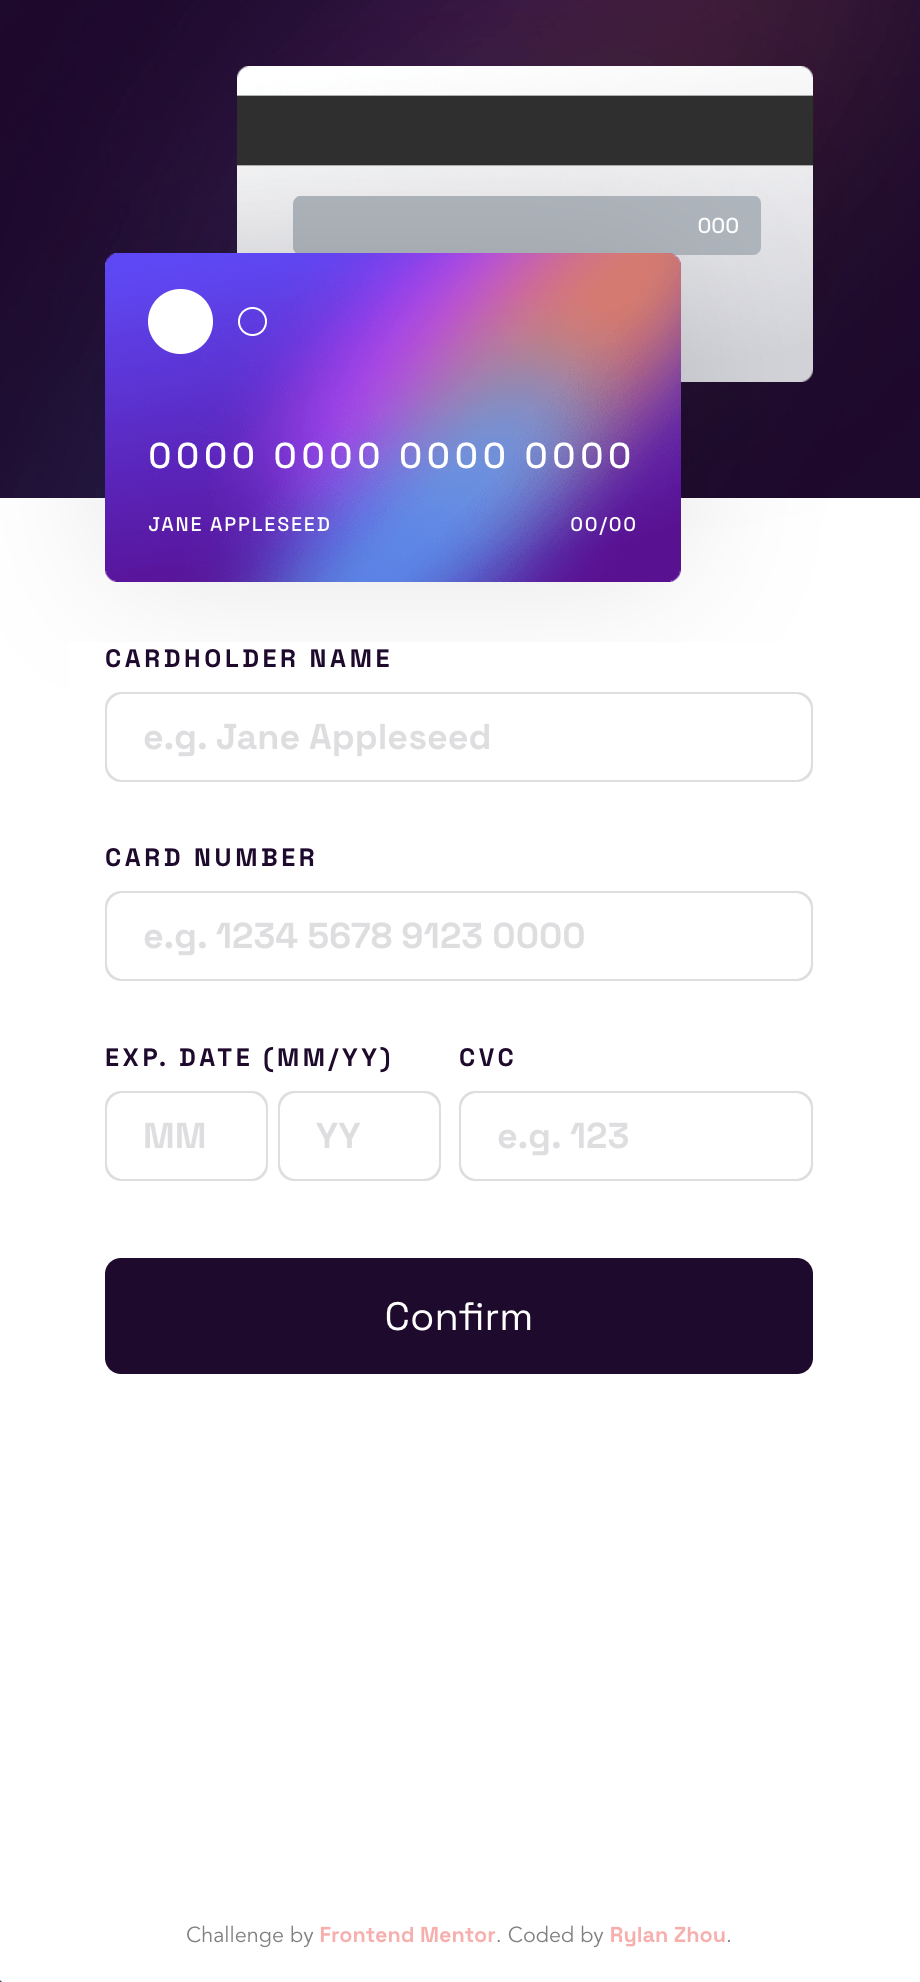 000
0000 0000 0000 0000
JANE APPLESEED 00/00
CARDHOLDER NAME
e.g. Jane Appleseed
CARD NUMBER
e.g. 1234 5678 9123 0000
EXP. DATE (MM/YY) CVC
MM YY e.g. 123
Confirm
Challenge by Frontend Mentor. Coded by Rylan Zhou.